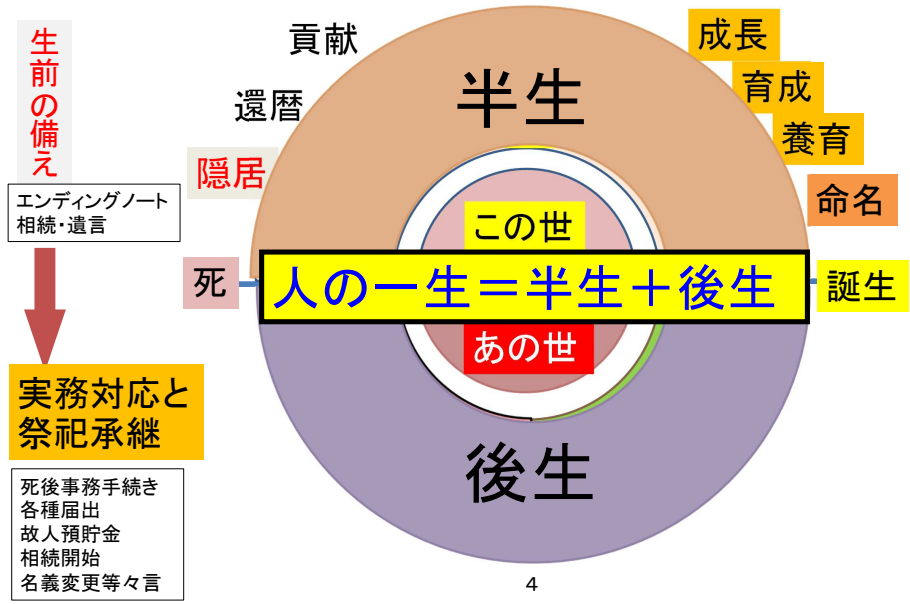 生前の備え
エンディングノート
相続・遺言
実務対応と
祭祀承継
死後事務手続き
各種届出
故人預貯金
相続開始
名義変更等々言
貢献
還暦
隠居
死
半生
この世
人の一生＝半生＋後生
あの世
後生
成長
育成
養育
命名
誕生
4